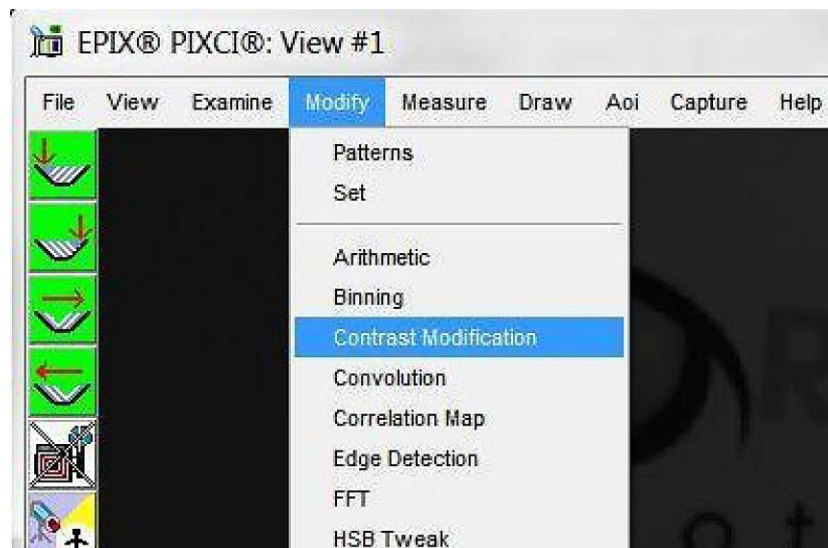 EPIX® PIXCI®: View #1
File View Examine Modify Measure Draw Aoi Capture Help
Patterns
Set
Arithmetic
Binning
Contrast Modification
Convolution
Correlation Map
Edge Detection
FFT
HSB Tweak
R
o t